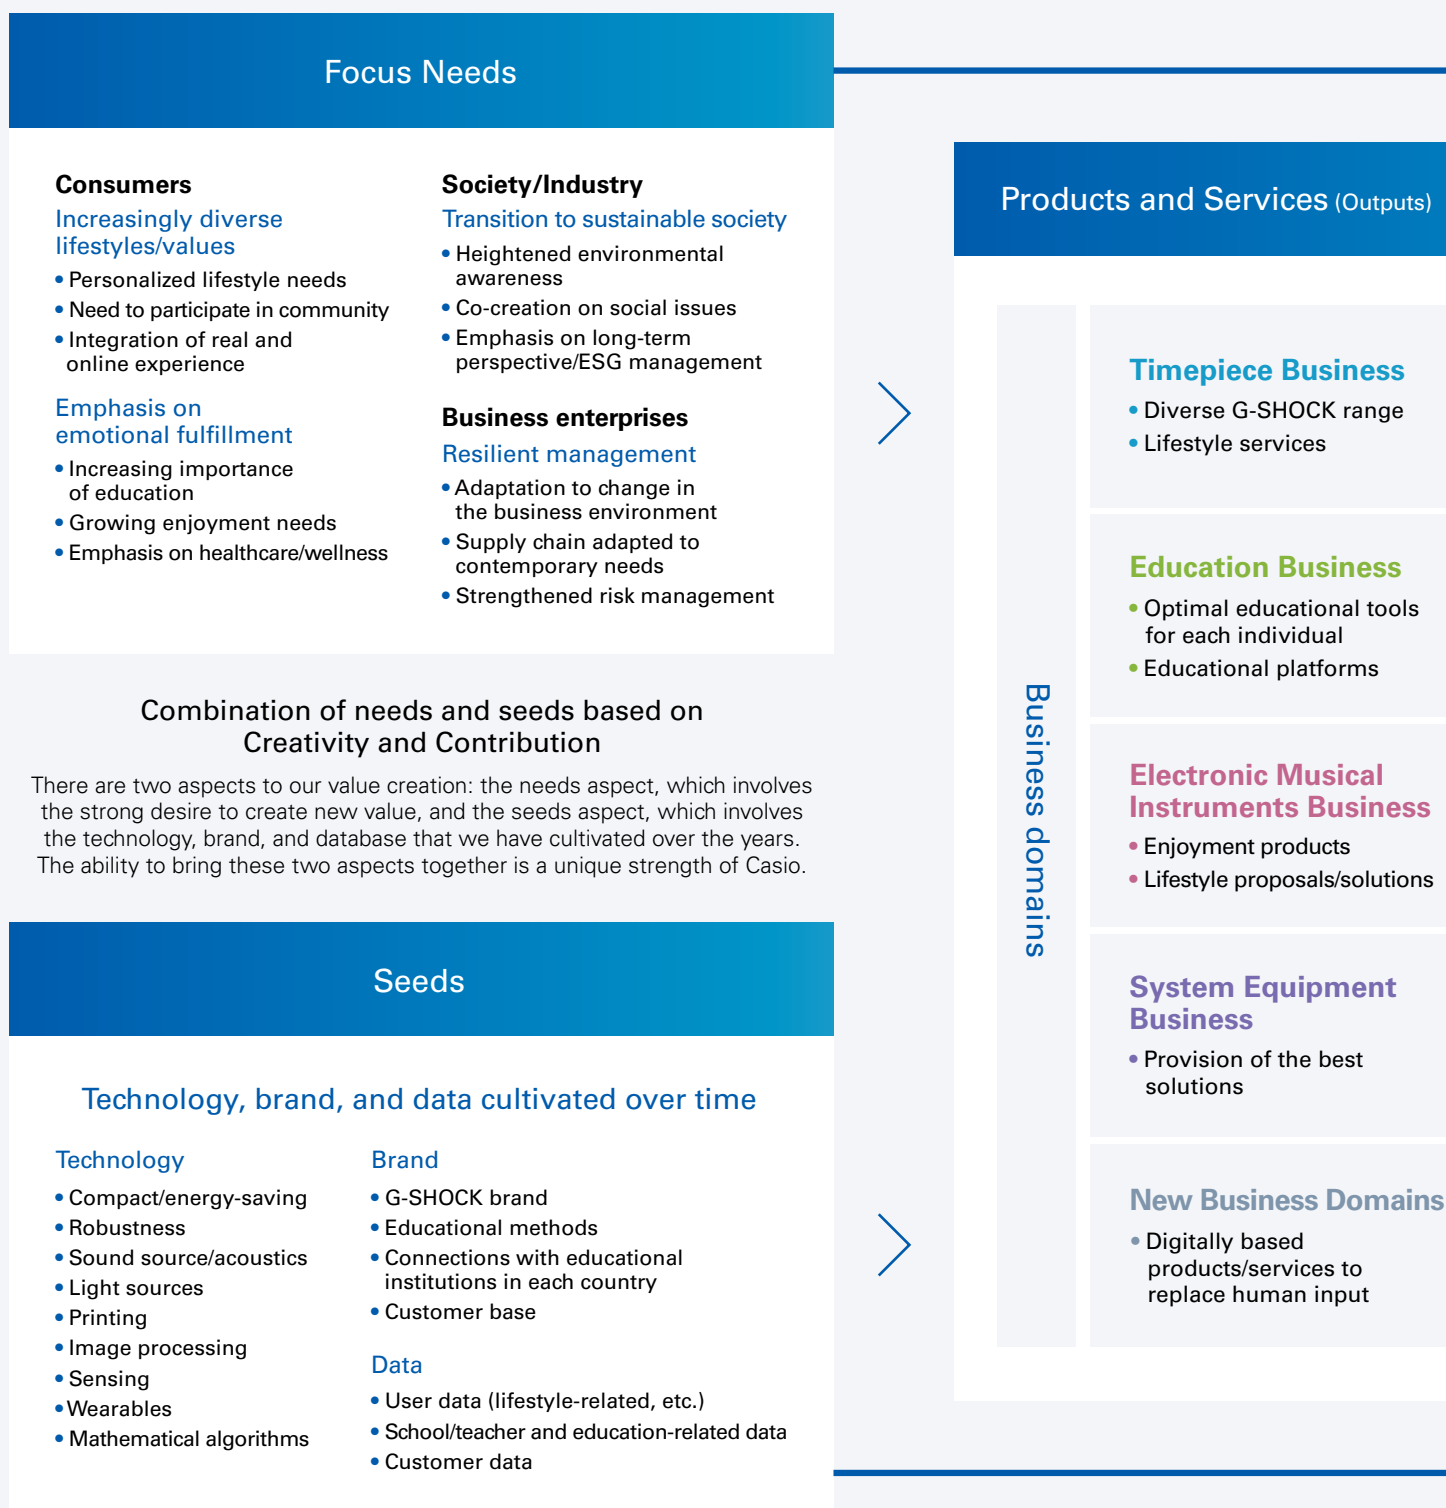 Focus Needs
Consumers
Increasingly diverse
lifestyles/values
• Personalized lifestyle needs
• Need to participate in community
• Integration of real and
online experience
Emphasis on
emotional fulfillment
• Increasing importance
of education
• Growing enjoyment needs
• Emphasis on healthcare/wellness
Society/Industry
Transition to sustainable society
• Heightened environmental
awareness
• Co-creation on social issues
• Emphasis on long-term
perspective/ESG management
Business enterprises
Resilient management
• Adaptation to change in
the business environment
• Supply chain adapted to
contemporary needs
• Strengthened risk management
Combination of needs and seeds based on
Creativity and Contribution
There are two aspects to our value creation: the needs aspect, which involves
the strong desire to create new value, and the seeds aspect, which involves
the technology, brand, and database that we have cultivated over the years.
The ability to bring these two aspects together is a unique strength of Casio.
Seeds
Technology, brand, and data cultivated over time
Technology
• Compact/energy-saving
• Robustness
• Sound source/acoustics
• Light sources
• Printing
• Image processing
• Sensing
• Wearables
• Mathematical algorithms
Brand
• G-SHOCK brand
• Educational methods
• Connections with educational
institutions in each country
• Customer base
Data
• User data (lifestyle-related, etc.)
• School/teacher and education-related data
• Customer data
Products and Services (Outputs)
Business domains
Timepiece Business
• Diverse G-SHOCK range
• Lifestyle services
Education Business
• Optimal educational tools
for each individual
• Educational platforms
Electronic Musical
Instruments Business
• Enjoyment products
• Lifestyle proposals/solutions
System Equipment
Business
• Provision of the best
solutions
New Business Domains
• Digitally based
products/services to
replace human input